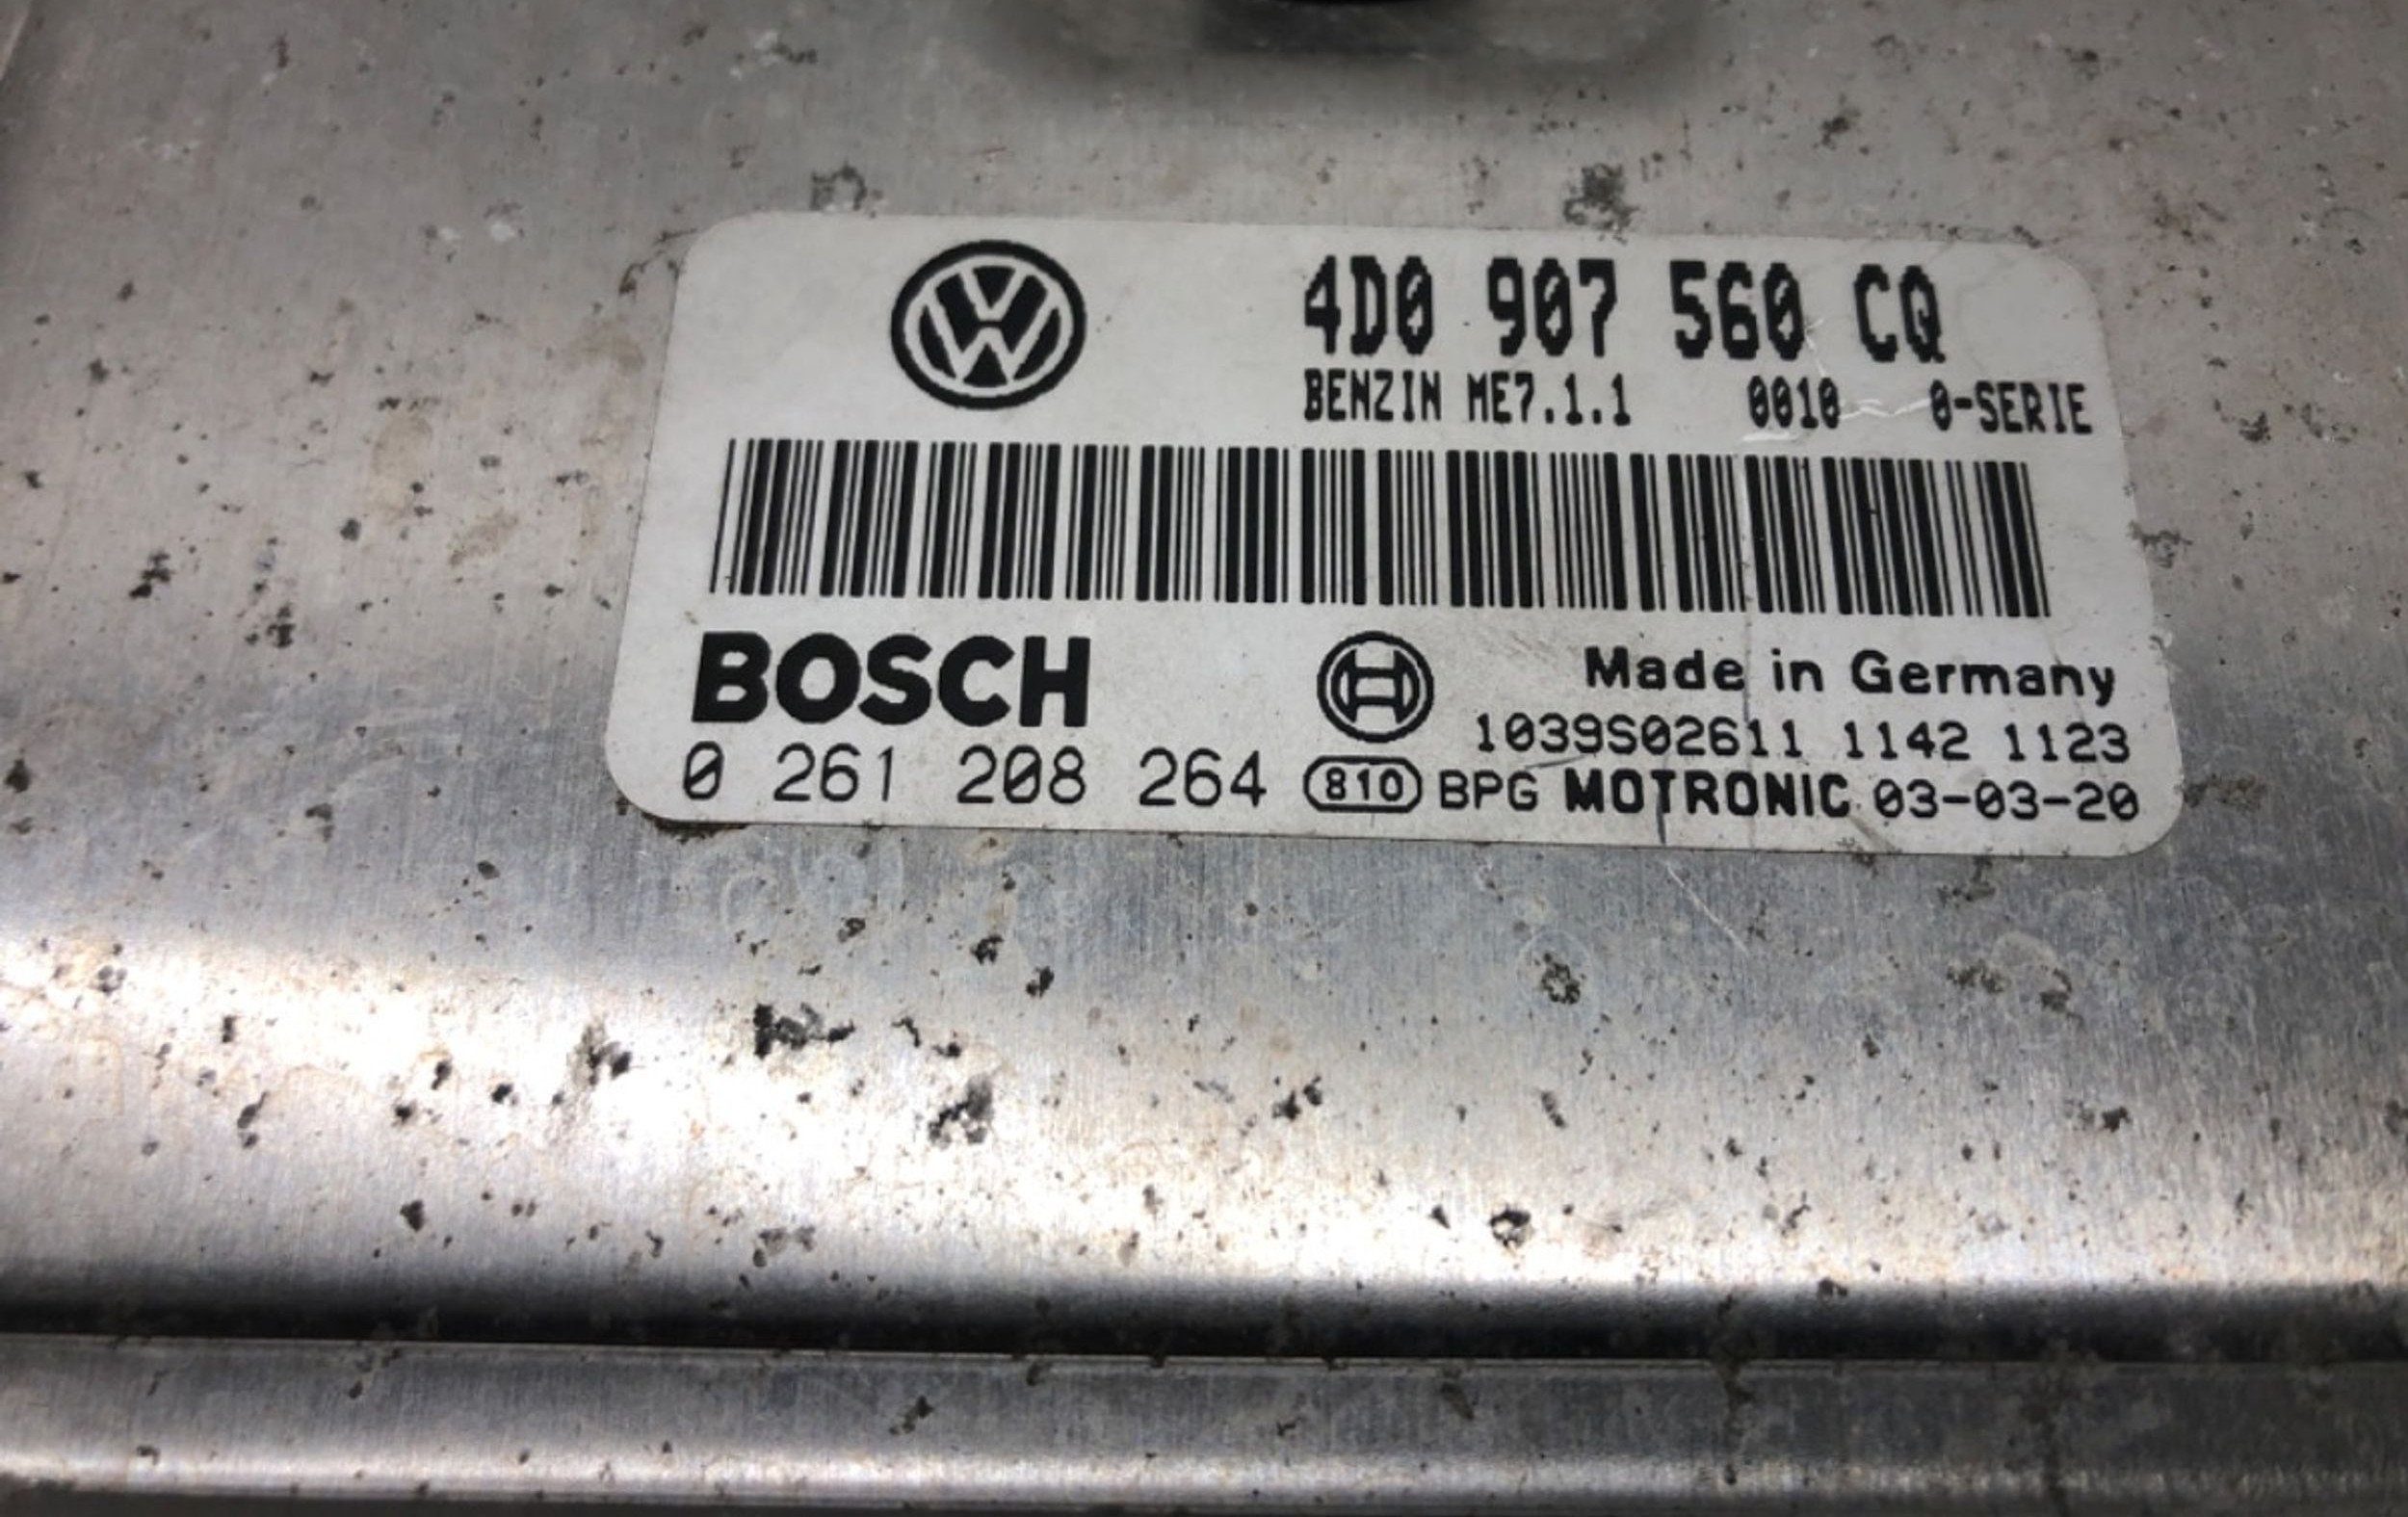 4D0 907 560 CQ
BENZIN ME7.1.1 0010 0-SERIE
BOSCH
Made in Germany
1039S02611 1142 1123
0 261 208 264 810 BPG MOTRONIC 03-03-20